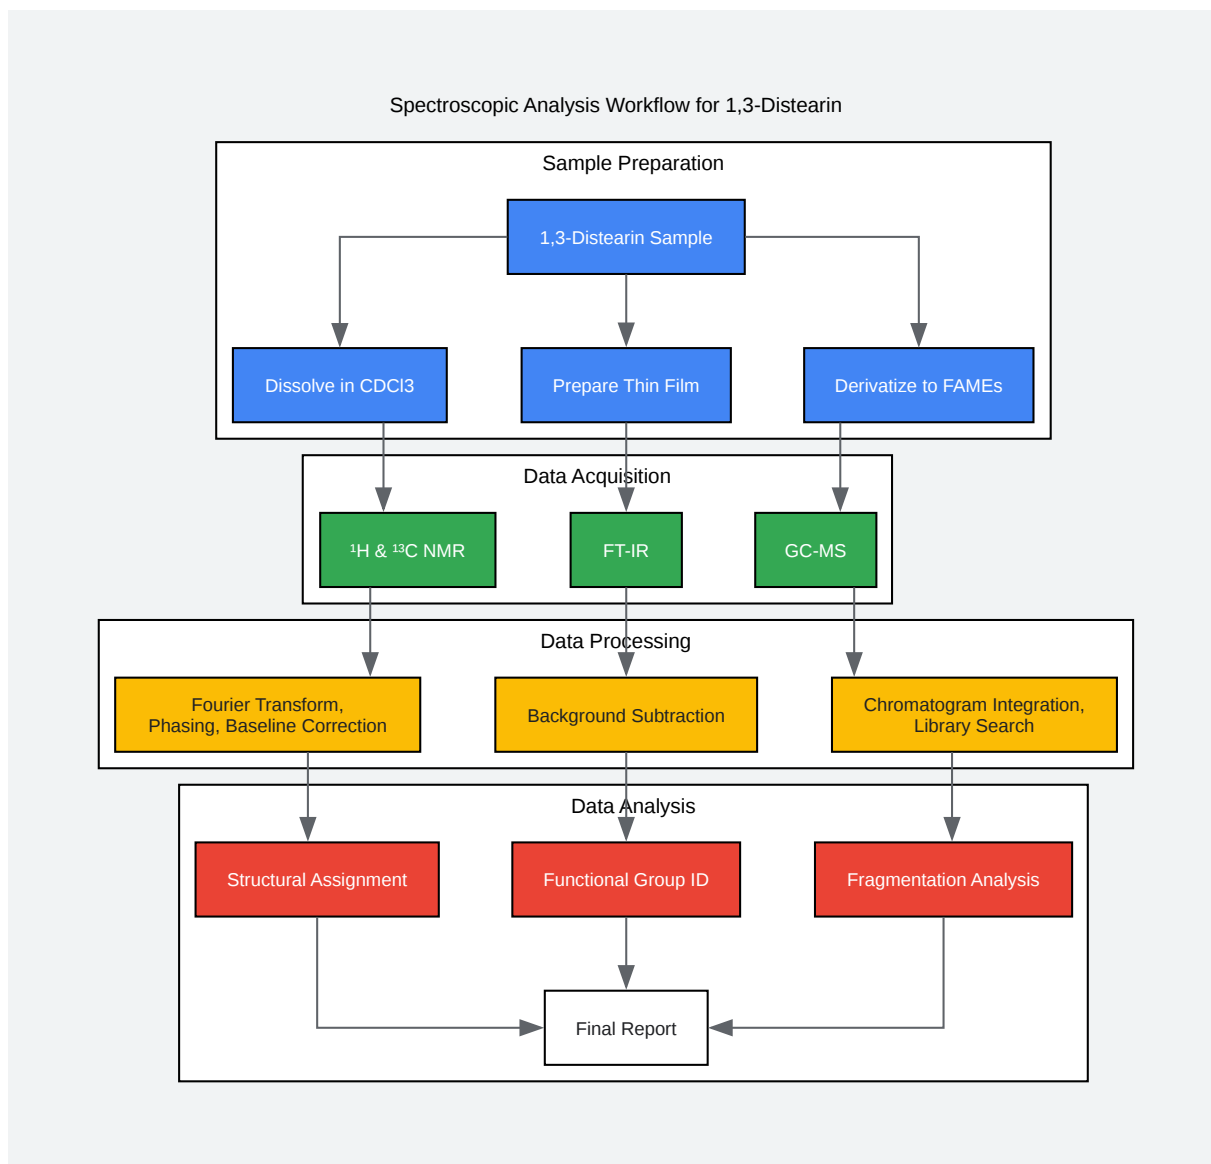 Spectroscopic Analysis Workflow for 1,3-Distearin
Sample Preparation
1,3-Distearin Sample
Dissolve in CDCl3
Prepare Thin Film
Derivatize to FAMEs
Data Acquisition
¹H & ¹³C NMR
FT-IR
GC-MS
Data Processing
Fourier Transform,
Phasing, Baseline Correction
Background Subtraction
Chromatogram Integration,
Library Search
Data Analysis
Structural Assignment
Functional Group ID
Fragmentation Analysis
Final Report